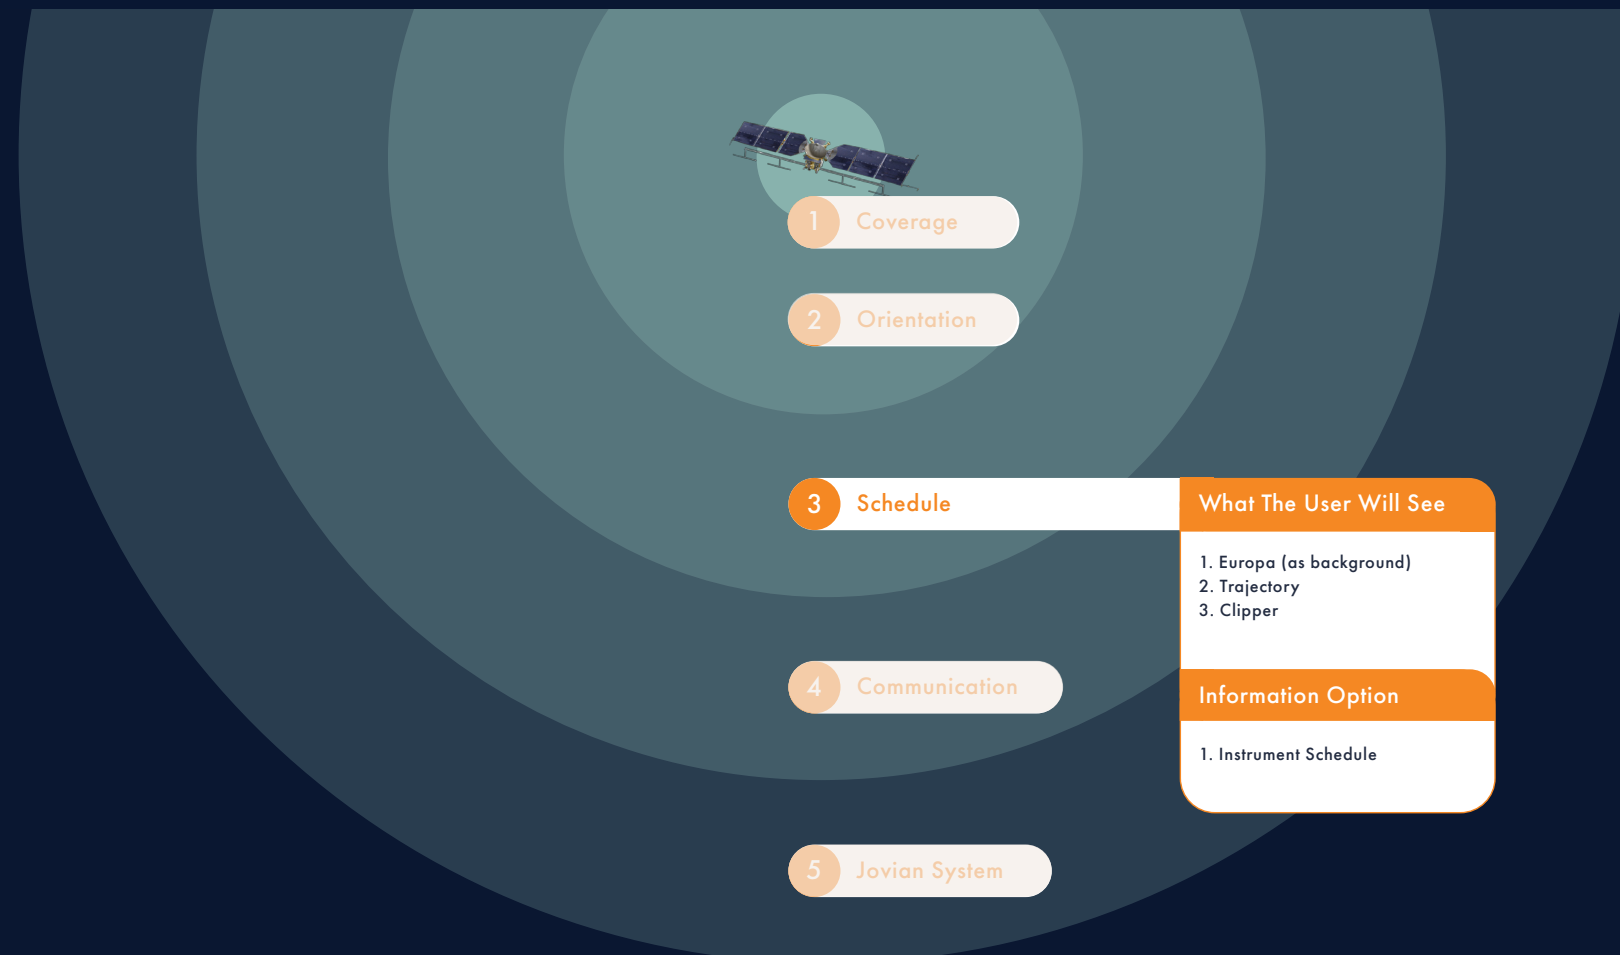 1 Coverage
2 Orientation
3 Schedule
What The User Will See
1. Europa (as background)
2. Trajectory
3. Clipper
Information Option
1. Instrument Schedule
4 Communication
5 Jovian System